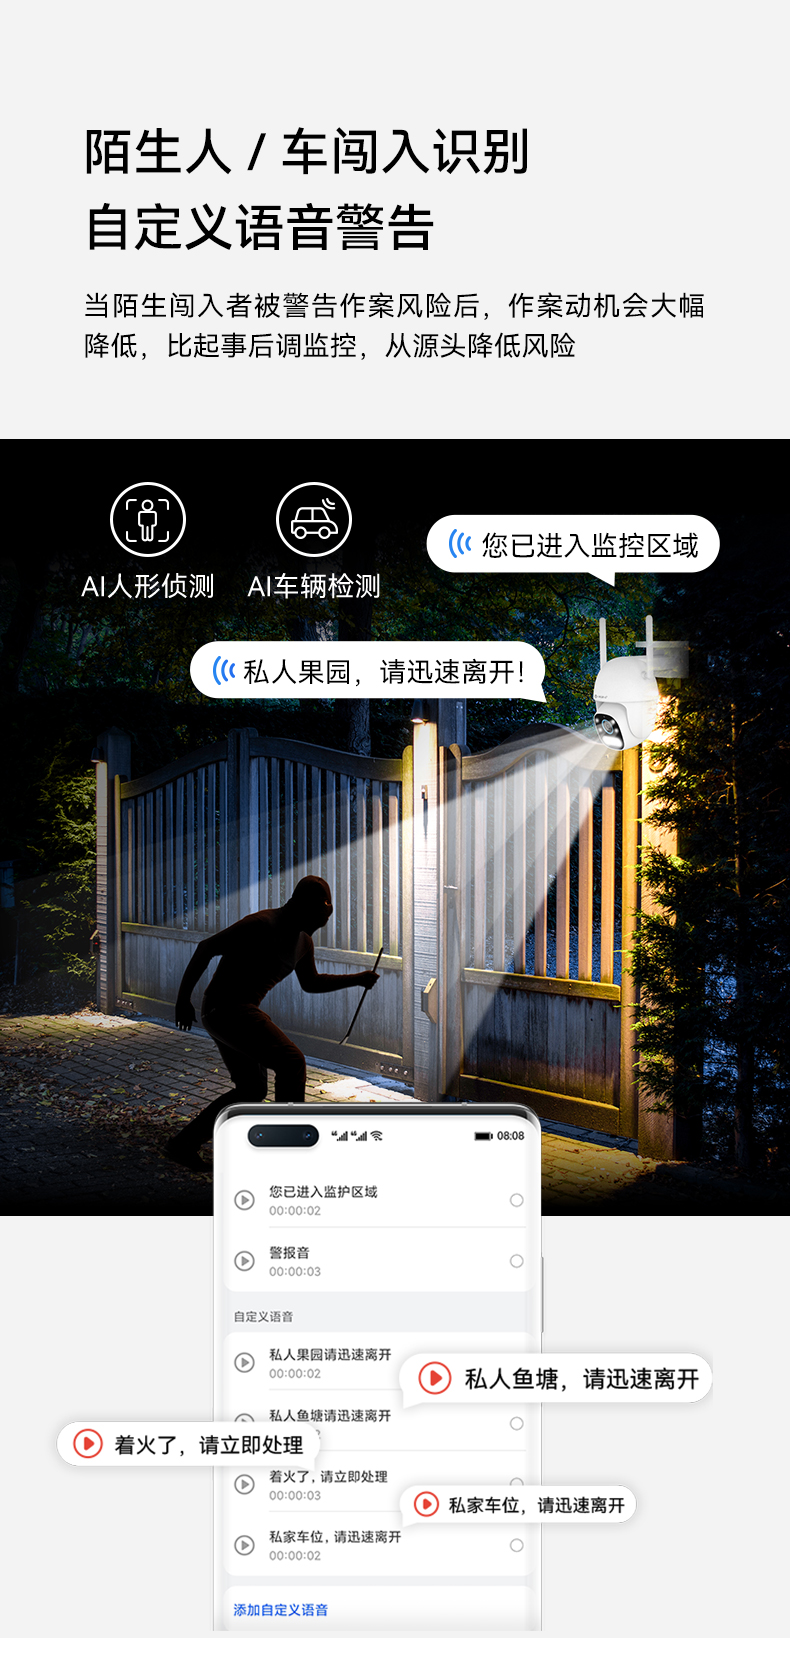 陌生人 / 车闯入识别
自定义语音警告
当陌生闯入者被警告作案风险后，作案动机会大幅
降低，比起事后调监控，从源头降低风险
AI人形侦测
AI车辆检测
您已进入监控区域
私人果园，请迅速离开!
08:08
您已进入监护区域
00:00:02
警报音
00:00:03
自定义语音
私人果园请迅速离开
00:00:02
私人鱼塘，请迅速离开
私人鱼塘请迅速离开
着火了，请立即处理
着火了, 请立即处理
00:00:03
私家车位，请迅速离开
私家车位, 请迅速离开
00:00:02
添加自定义语音